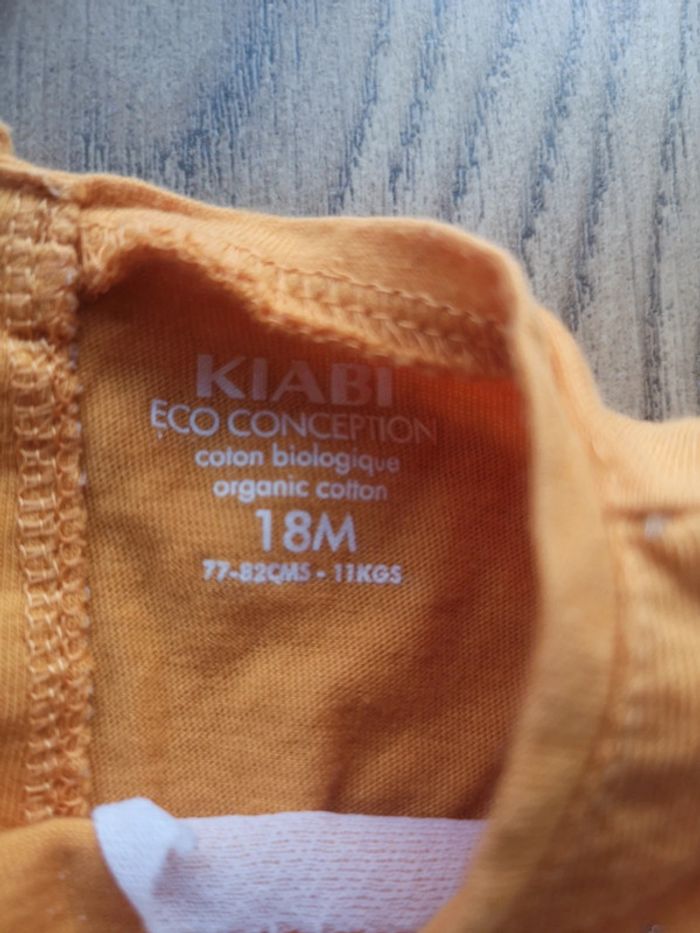 KIABI
ECO CONCEPTION
coton biologique
organic cotton
18M
77-82CMS - 11KGS